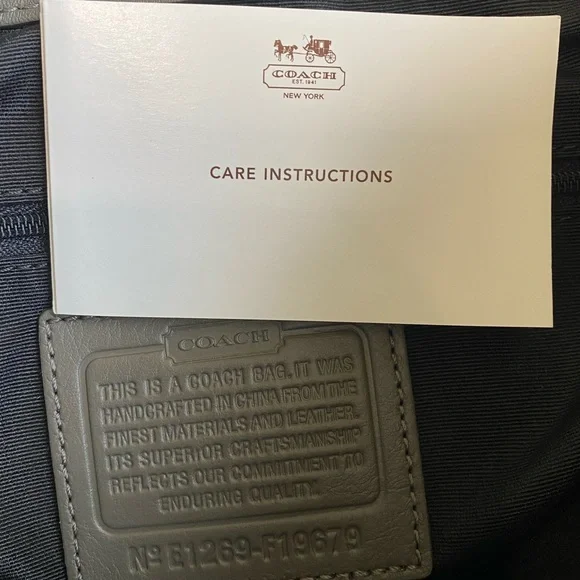 COACH
EST. 1941
NEW YORK
CARE INSTRUCTIONS
COACH
THIS IS A COACH BAG. IT WAS
HANDCRAFTED IN CHINA FROM THE
FINEST MATERIALS AND LEATHER.
ITS SUPERIOR CRAFTSMANSHIP
REFLECTS OUR COMMITMENT TO
ENDURING QUALITY.
Nº E1269-F19679